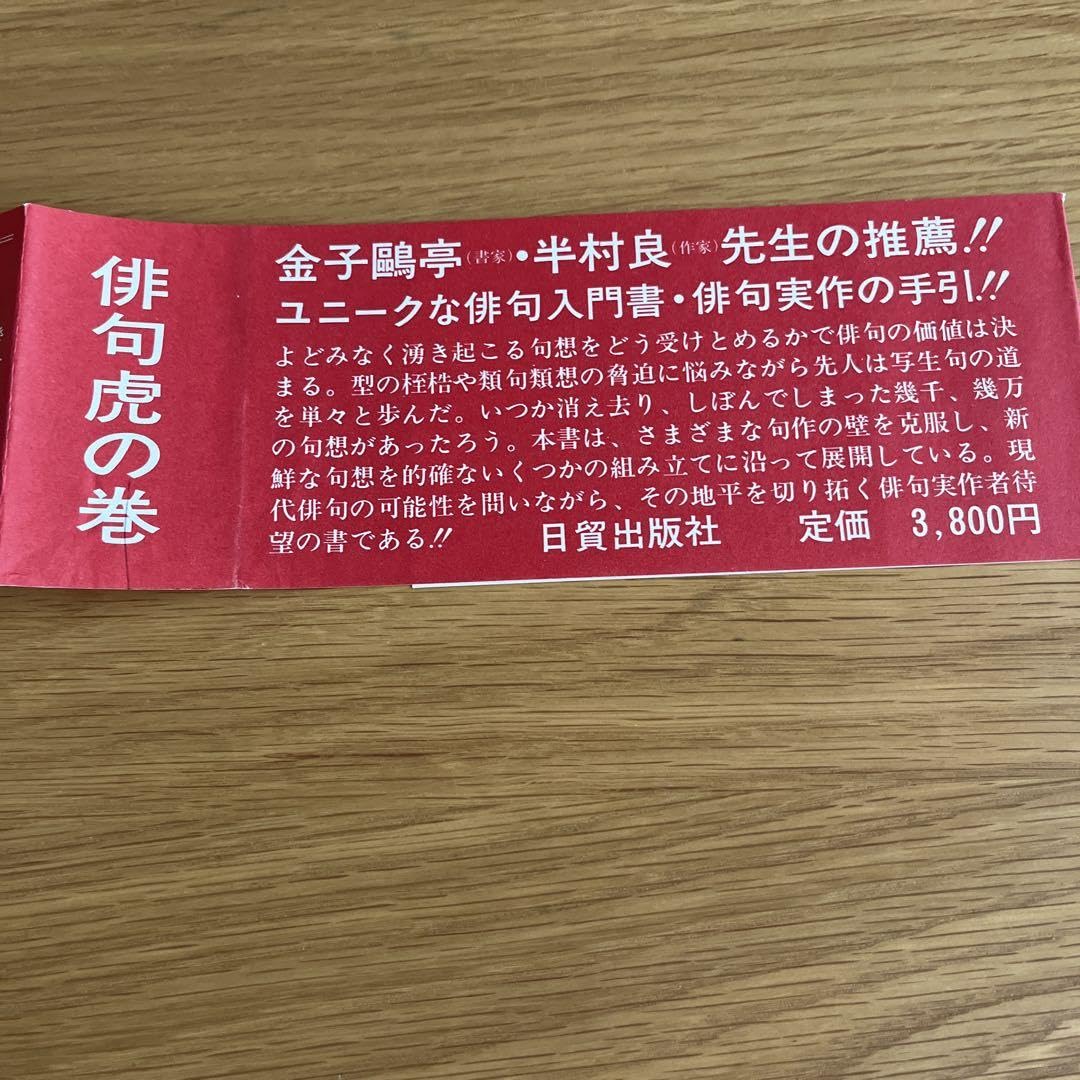 俳句虎の巻
金子鷗亭(書家)・半村良(作家)先生の推薦!!
ユニークな俳句入門書・俳句実作の手引!!
よどみなく湧き起こる句想をどう受けとめるかで俳句の価値は決
まる。型の桎梏や類句類想の脅迫に悩みながら先人は写生句の道
を単々と歩んだ。いつか消え去り、しぼんでしまった幾千、幾万
の句想があったろう。本書は、さまざまな句作の壁を克服し、新
鮮な句想を的確ないくつかの組み立てに沿って展開している。現
代俳句の可能性を問いながら、その地平を切り拓く俳句実作者待
望の書である!! 日貿出版社 定価 3,800円